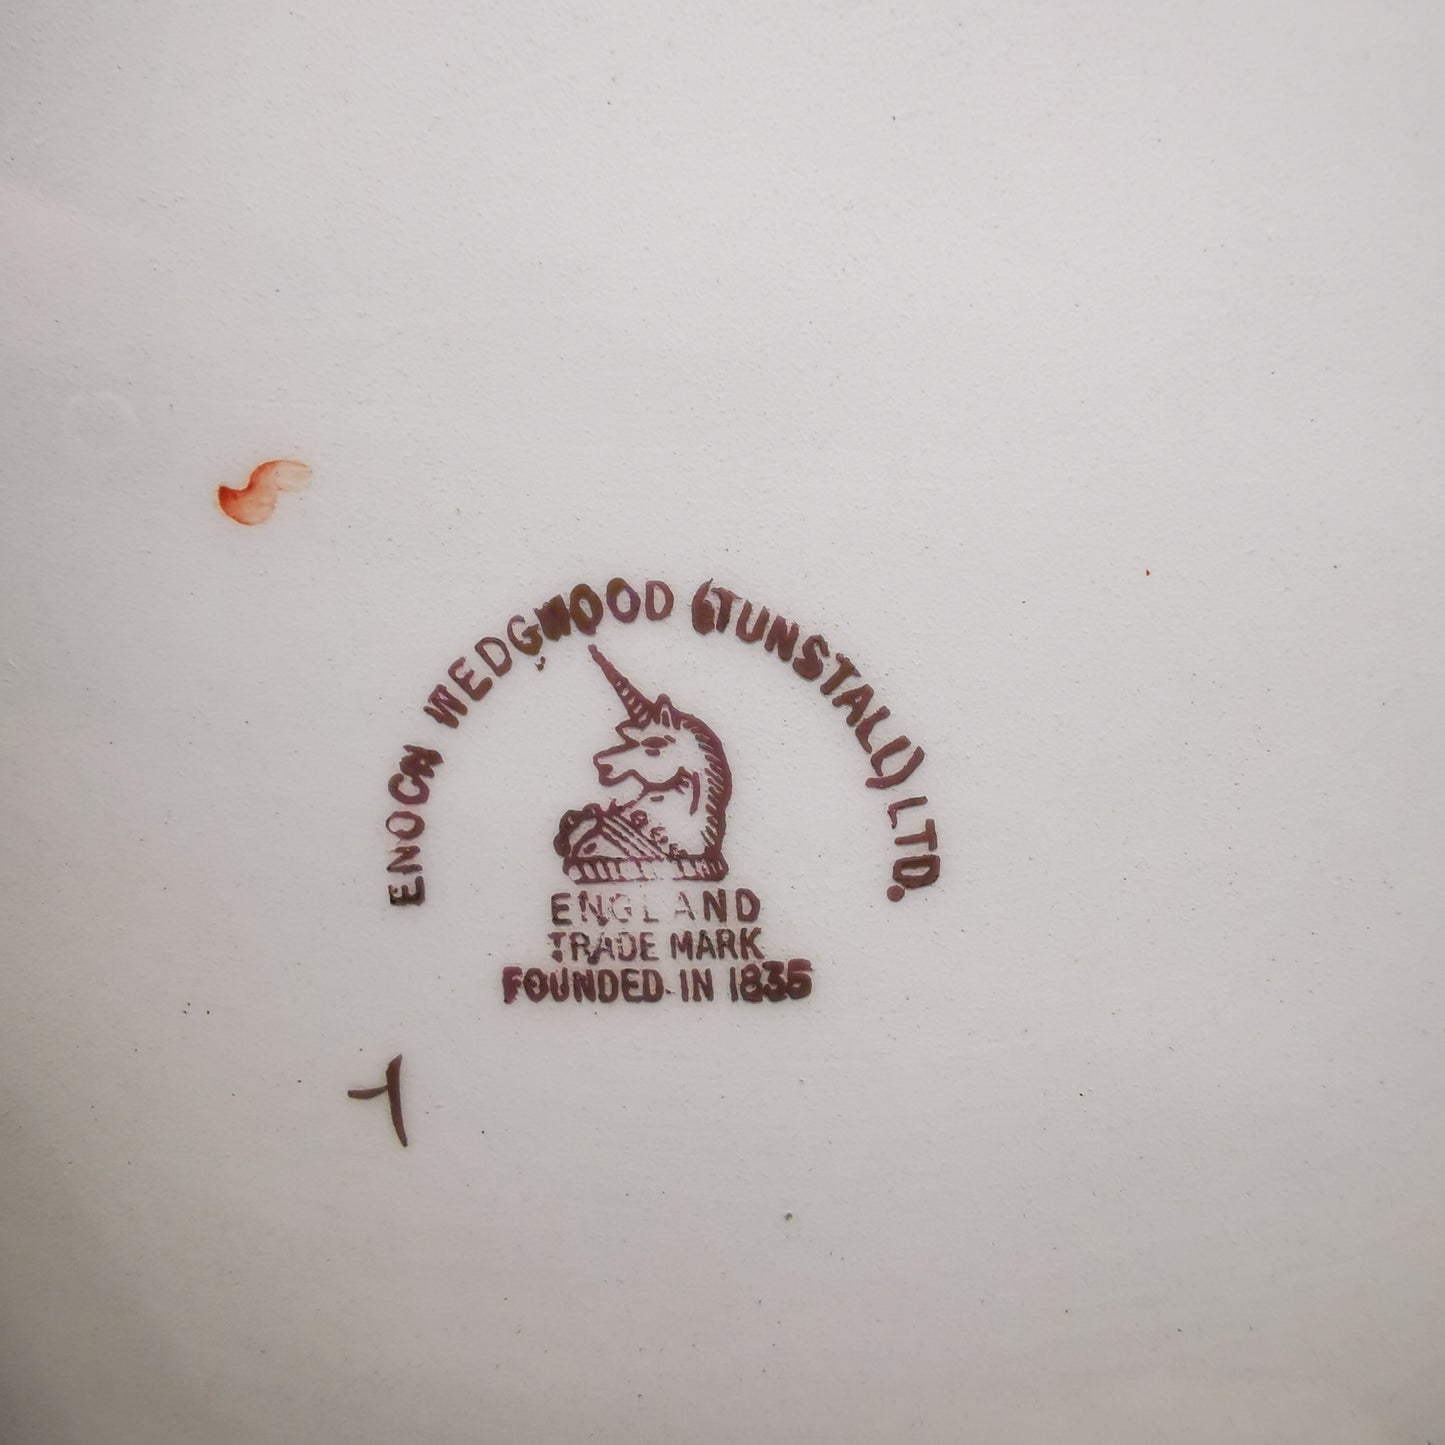 ENOCH WEDGWOOD (TUNSTALL) LTD.
ENGLAND
TRADE MARK
FOUNDED IN 1835